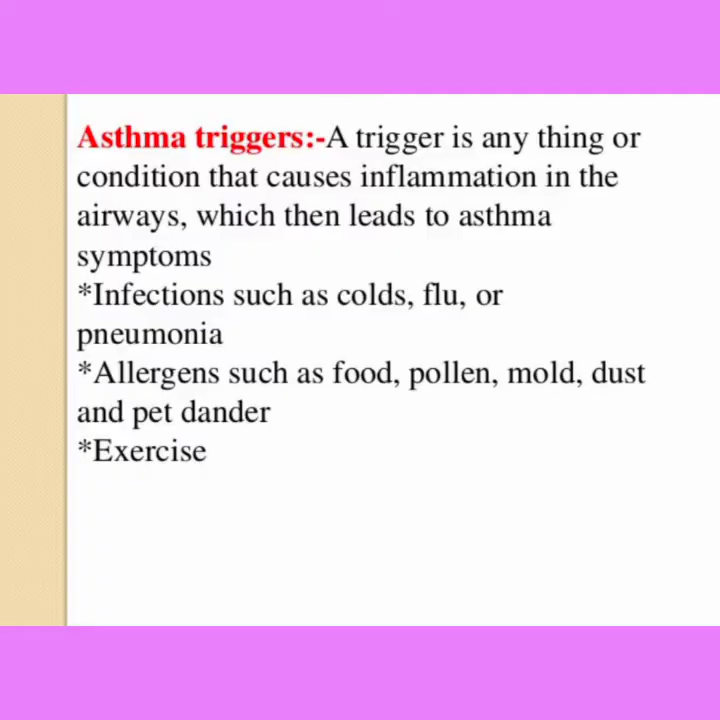 Asthma triggers:-A trigger is any thing or
condition that causes inflammation in the
airways, which then leads to asthma
symptoms
*Infections such as colds, flu, or
pneumonia
*Allergens such as food, pollen, mold, dust
and pet dander
*Exercise